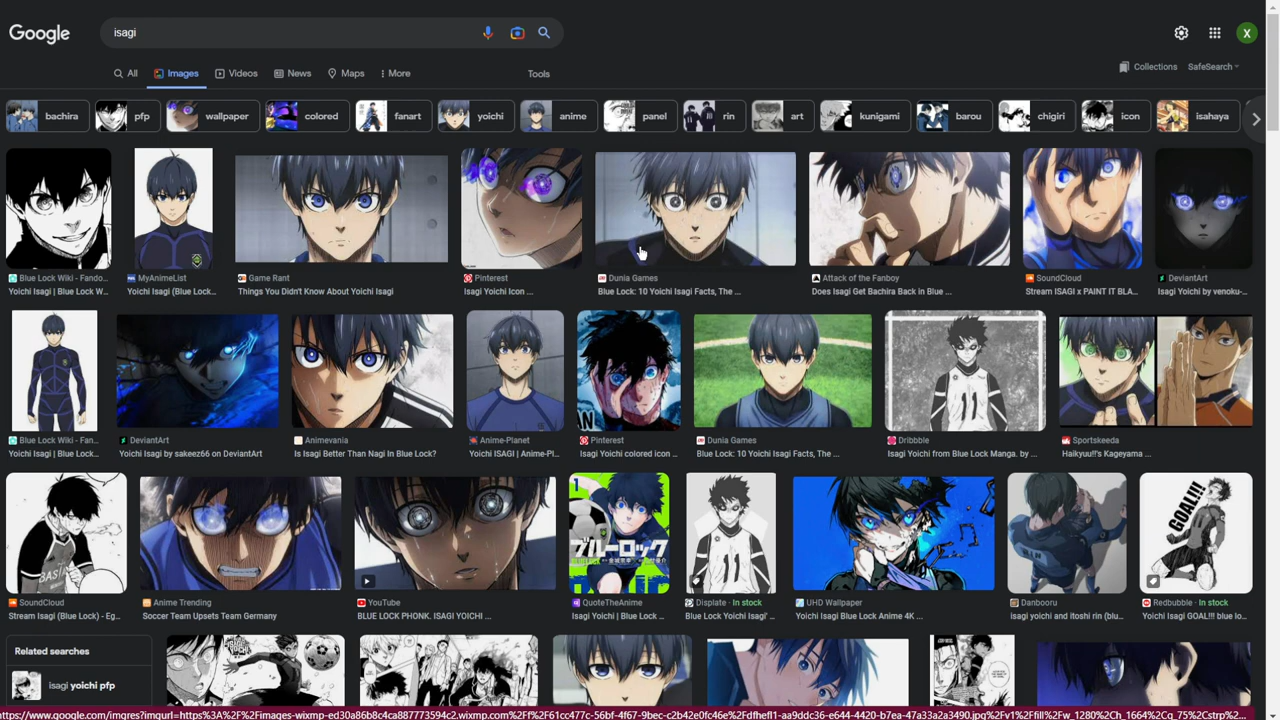 Google
isagi
X
All
Images
Videos
News
Maps
More
Tools
Collections
SafeSearch
bachira
pfp
wallpaper
colored
fanart
yoichi
anime
panel
rin
art
kunigami
barou
chigiri
icon
isahaya
Blue Lock Wiki - Fando...
Yoichi Isagi | Blue Lock W...
MyAnimeList
Yoichi Isagi (Blue Lock...
Game Rant
Things You Didn't Know About Yoichi Isagi
Pinterest
Isagi Yoichi Icon ...
Dunia Games
Blue Lock: 10 Yoichi Isagi Facts, The ...
Attack of the Fanboy
Does Isagi Get Bachira Back in Blue ...
SoundCloud
Stream ISAGI x PAINT IT BLA...
DeviantArt
Isagi Yoichi by venoku-...
11
Blue Lock Wiki - Fan...
Yoichi Isagi | Blue Lock...
DeviantArt
Yoichi Isagi by sakeez66 on DeviantArt
Animevania
Is Isagi Better Than Nagi In Blue Lock?
Anime-Planet
Yoichi ISAGI | Anime-Pl...
Pinterest
Isagi Yoichi colored icon ...
Dunia Games
Blue Lock: 10 Yoichi Isagi Facts, The ...
Dribbble
Isagi Yoichi from Blue Lock Manga. by ...
Sportskeeda
Haikyuu!!'s Kageyama ...
1
ブルーロック
11
GOAL!!!
SoundCloud
Stream Isagi (Blue Lock) - Eg...
Anime Trending
Soccer Team Upsets Team Germany
YouTube
BLUE LOCK PHONK. ISAGI YOICHI ...
QuoteTheAnime
Isagi Yoichi | Blue Lock ...
Displate · In stock
Blue Lock Yoichi Isagi' ...
UHD Wallpaper
Yoichi Isagi Blue Lock Anime 4K ...
Danbooru
isagi yoichi and itoshi rin (blu...
Redbubble · In stock
Yoichi Isagi GOAL!!! blue lo...
Related searches
isagi yoichi pfp